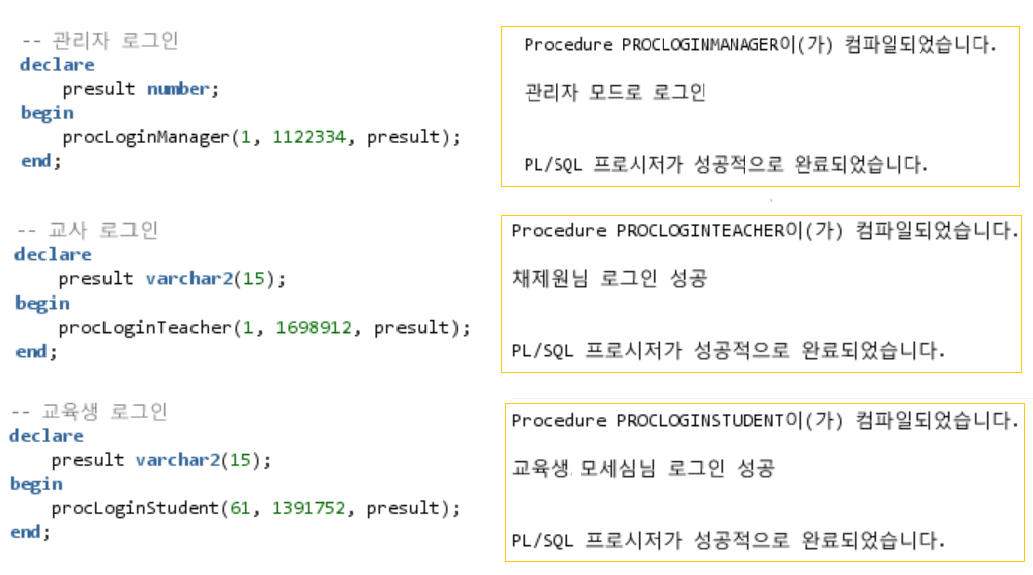 -- 관리자 로그인
declare
presult number;
begin
procLoginManager(1, 1122334, presult);
end;
Procedure PROCLOGINMANAGER이(가) 컴파일되었습니다.
관리자 모드로 로그인
PL/SQL 프로시저가 성공적으로 완료되었습니다.
-- 교사 로그인
declare
presult varchar2(15);
begin
procLoginTeacher(1, 1698912, presult);
end;
Procedure PROCLOGINTEACHER이(가) 컴파일되었습니다.
채제원님 로그인 성공
PL/SQL 프로시저가 성공적으로 완료되었습니다.
-- 교육생 로그인
declare
presult varchar2(15);
begin
procLoginStudent(61, 1391752, presult);
end;
Procedure PROCLOGINSTUDENT이(가) 컴파일되었습니다.
교육생 모세심님 로그인 성공
PL/SQL 프로시저가 성공적으로 완료되었습니다.